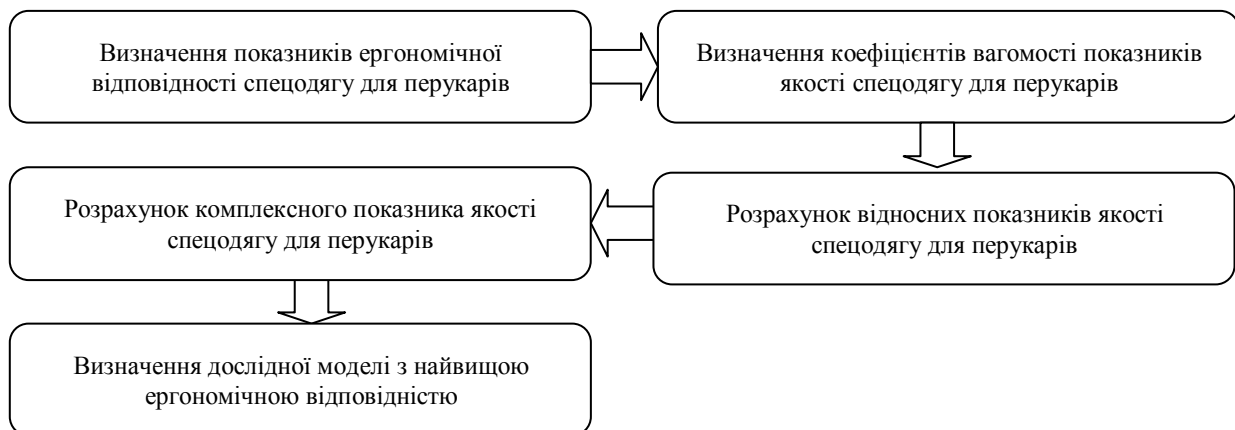 Визначення показників ергономічної
відповідності спецодягу для перукарів
Визначення коефіцієнтів вагомості показників
якості спецодягу для перукарів
Розрахунок відносних показників якості
спецодягу для перукарів
Розрахунок комплексного показника якості
спецодягу для перукарів
Визначення дослідної моделі з найвищою
ергономічною відповідністю